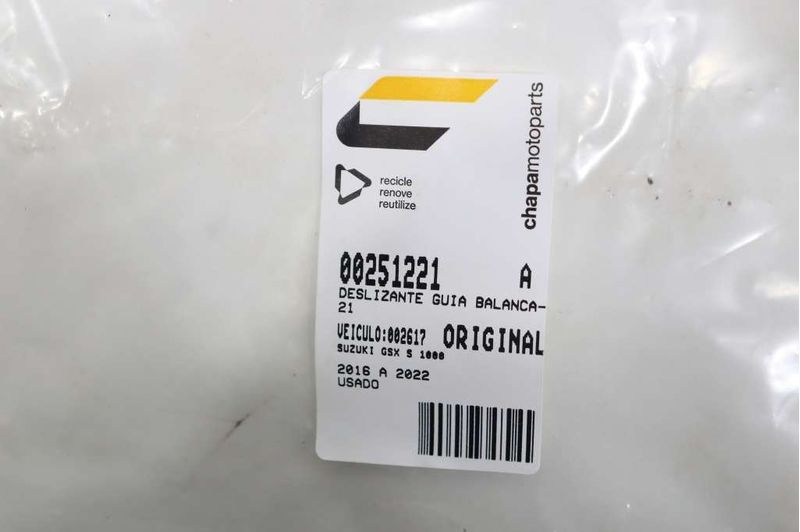 chapamotoparts
recicle
renove
reutilize
00251221 A
DESLIZANTE GUIA BALANCA-
21
VEICULO:002617 ORIGINAL
SUZUKI GSX S 1000
2016 A 2022
USADO